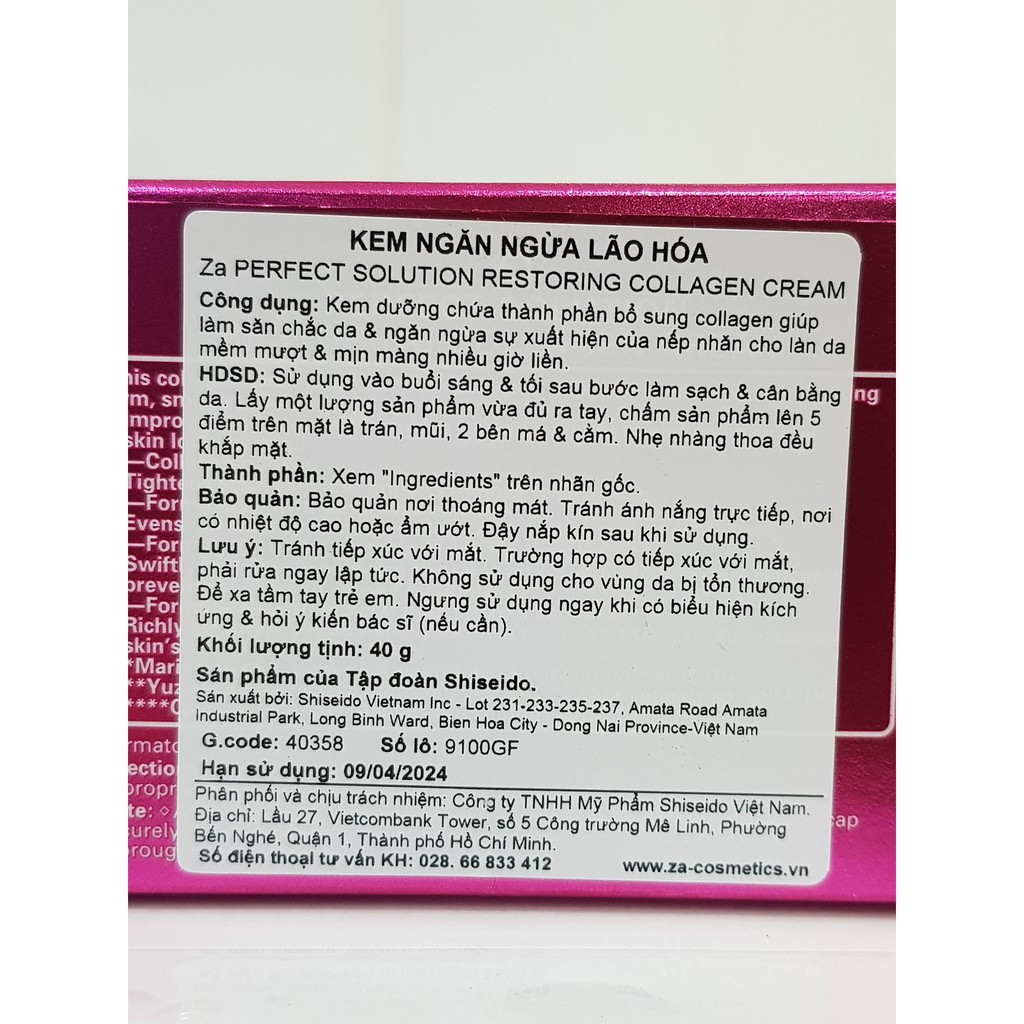 KEM NGĂN NGỪA LÃO HÓA
Za PERFECT SOLUTION RESTORING COLLAGEN CREAM
Công dụng: Kem dưỡng chứa thành phần bổ sung collagen giúp
làm săn chắc da & ngăn ngừa sự xuất hiện của nếp nhăn cho làn da
mềm mượt & mịn màng nhiều giờ liền.
HDSD: Sử dụng vào buổi sáng & tối sau bước làm sạch & cân bằng
da. Lấy một lượng sản phẩm vừa đủ ra tay, chấm sản phẩm lên 5
điểm trên mặt là trán, mũi, 2 bên má & cằm. Nhẹ nhàng thoa đều
khắp mặt.
Thành phần: Xem "Ingredients" trên nhãn gốc.
Bảo quản: Bảo quản nơi thoáng mát. Tránh ánh nắng trực tiếp, nơi
có nhiệt độ cao hoặc ẩm ướt. Đậy nắp kín sau khi sử dụng.
Lưu ý: Tránh tiếp xúc với mắt. Trường hợp có tiếp xúc với mắt,
phải rửa ngay lập tức. Không sử dụng cho vùng da bị tổn thương.
Để xa tầm tay trẻ em. Ngưng sử dụng ngay khi có biểu hiện kích
ứng & hỏi ý kiến bác sĩ (nếu cần).
Khối lượng tịnh: 40 g
Sản phẩm của Tập đoàn Shiseido.
Sản xuất bởi: Shiseido Vietnam Inc - Lot 231-233-235-237, Amata Road Amata
Industrial Park, Long Binh Ward, Bien Hoa City - Dong Nai Province-Việt Nam
G.code: 40358 Số lô: 9100GF
Hạn sử dụng: 09/04/2024
Phân phối và chịu trách nhiệm: Công ty TNHH Mỹ Phẩm Shiseido Việt Nam.
Địa chỉ: Lầu 27, Vietcombank Tower, số 5 Công trường Mê Linh, Phường
Bến Nghé, Quận 1, Thành phố Hồ Chí Minh.
Số điện thoại tư vấn KH: 028. 66 833 412 www.za-cosmetics.vn